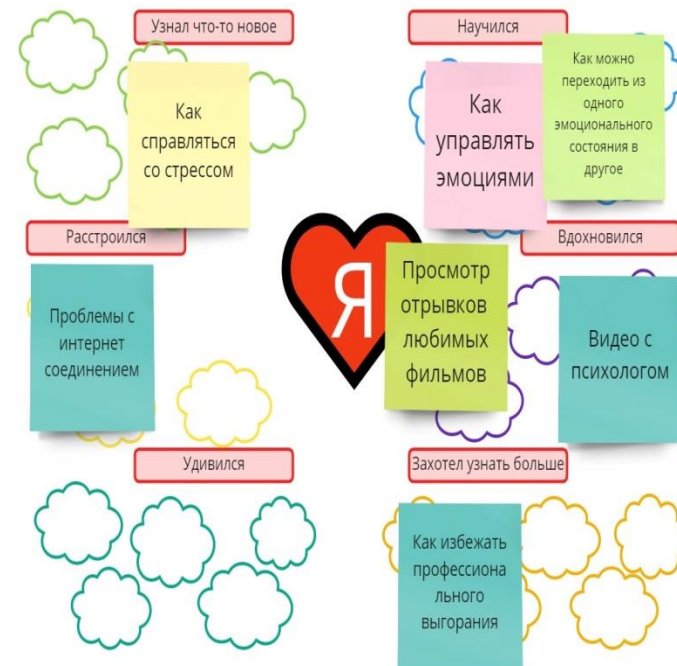 Узнал что-то новое
Как
справляться
со стрессом
Научился
Как
управлять
эмоциями
Как можно
переходить из
одного
эмоционального
состояния в
другое
Расстроился
Проблемы с
интернет
соединением
Я
Вдохновился
Просмотр
отрывков
любимых
фильмов
Видео с
психологом
Удивился
Захотел узнать больше
Как избежать
профессиона
льного
выгорания